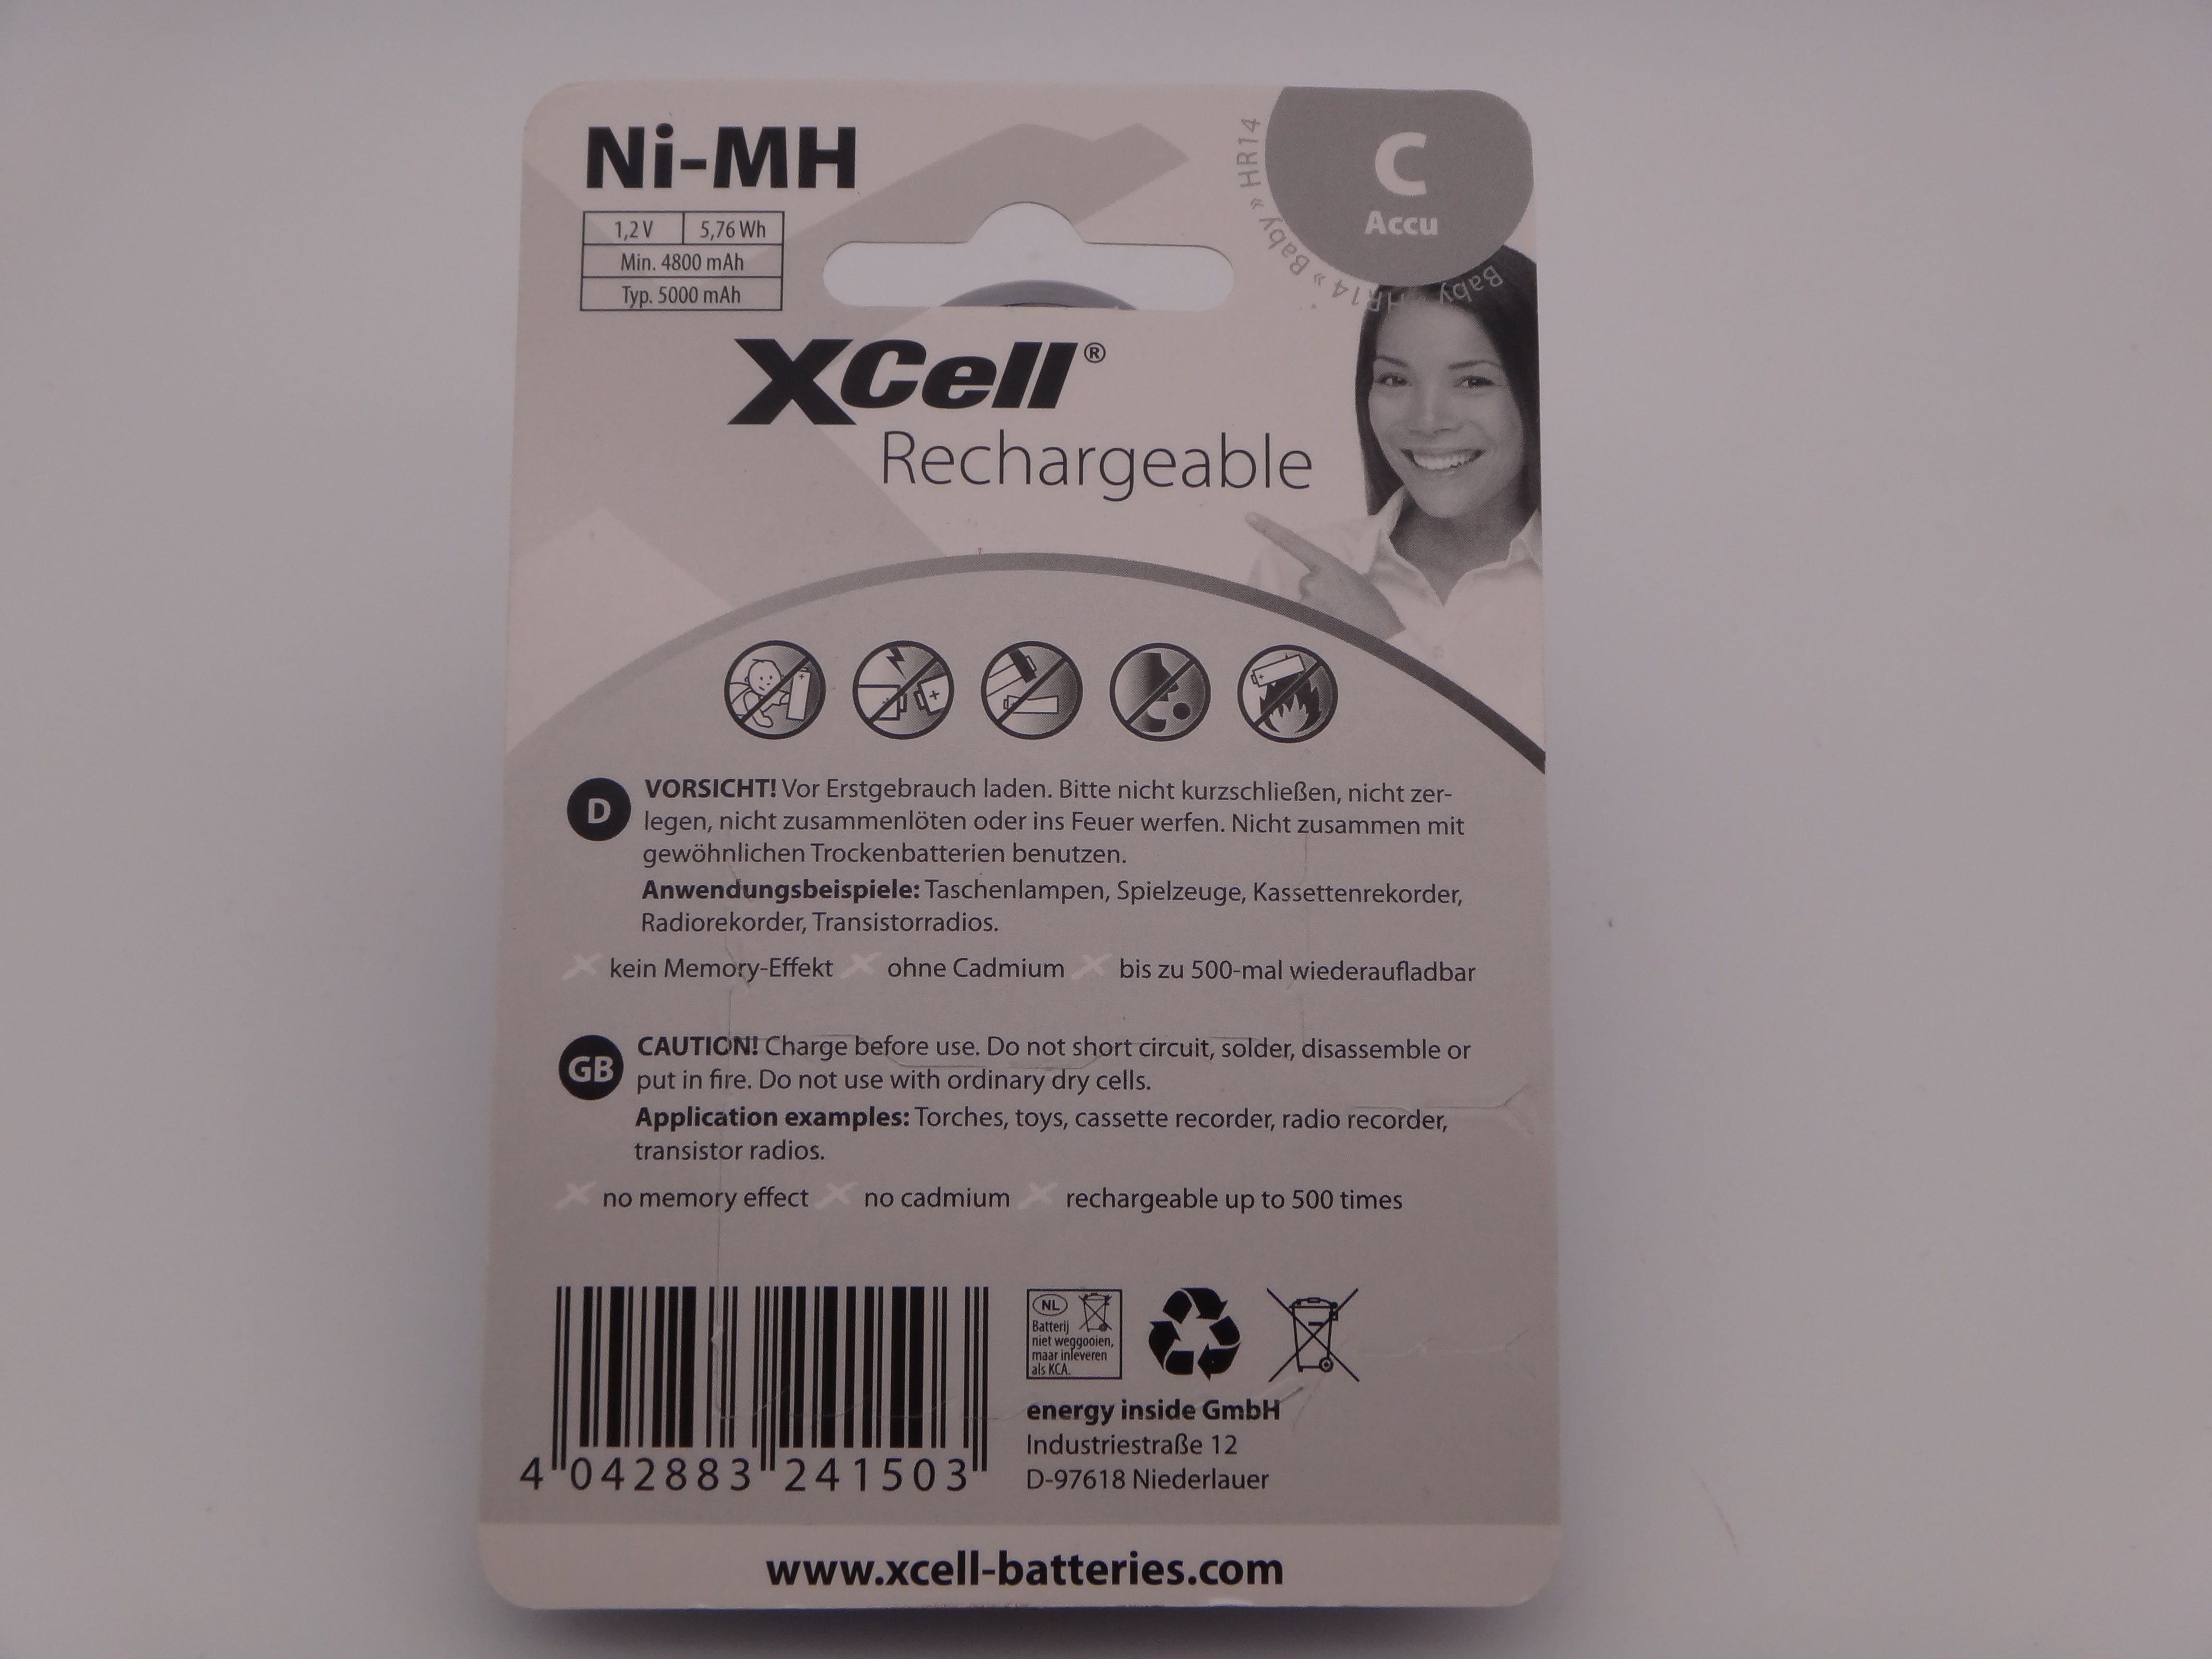 Ni-MH
1,2 V 5,76 Wh
Min. 4800 mAh
Typ. 5000 mAh
C
Accu
Baby » HR14 » Baby » HR14
XCell®
Rechargeable
D
VORSICHT! Vor Erstgebrauch laden. Bitte nicht kurzschließen, nicht zer-
legen, nicht zusammenlöten oder ins Feuer werfen. Nicht zusammen mit
gewöhnlichen Trockenbatterien benutzen.
Anwendungsbeispiele: Taschenlampen, Spielzeuge, Kassettenrekorder,
Radiorekorder, Transistorradios.
kein Memory-Effekt ohne Cadmium bis zu 500-mal wiederaufladbar
GB
CAUTION! Charge before use. Do not short circuit, solder, disassemble or
put in fire. Do not use with ordinary dry cells.
Application examples: Torches, toys, cassette recorder, radio recorder,
transistor radios.
no memory effect no cadmium rechargeable up to 500 times
4 042883 241503
NL
Batterij
niet weggooien,
maar inleveren
als KCA.
energy inside GmbH
Industriestraße 12
D-97618 Niederlauer
www.xcell-batteries.com